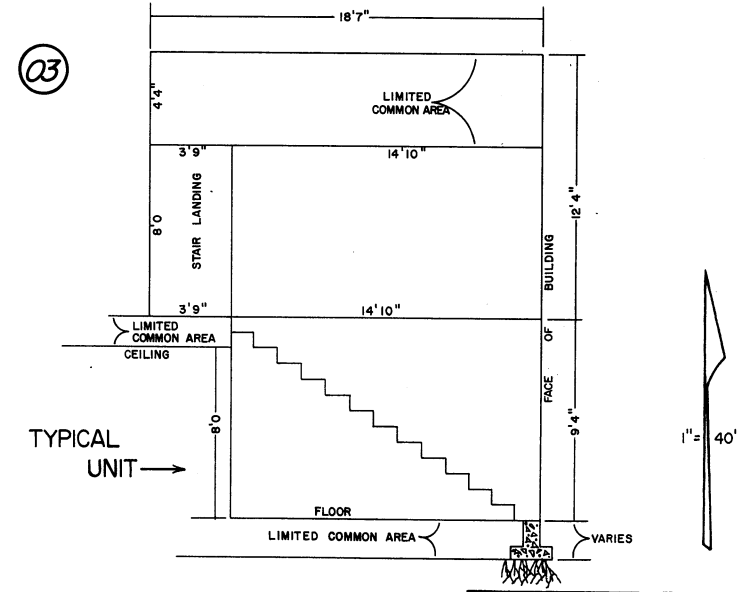 18'7"
03
4'4"
LIMITED
COMMON AREA
3'9"
14'10"
8'0
STAIR LANDING
12'4"
FACE OF BUILDING
3'9"
14'10"
LIMITED
COMMON AREA
CEILING
8'0
9'4"
1"= 40'
TYPICAL
UNIT
FLOOR
LIMITED COMMON AREA
VARIES